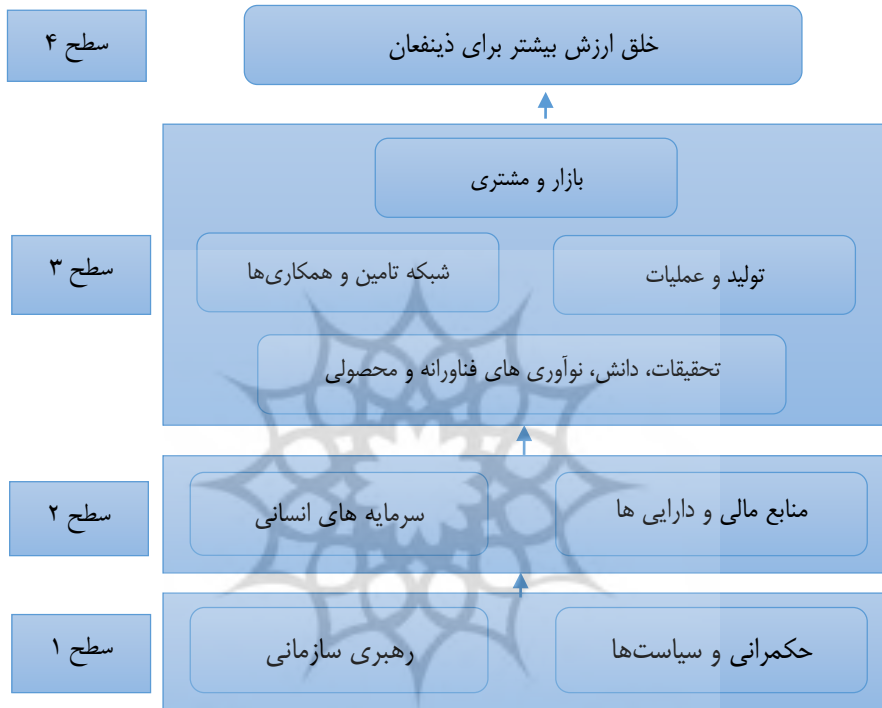 خلق ارزش بیشتر برای ذینفعان
سطح ۴
بازار و مشتری
تولید و عملیات
شبکه تامین و همکاری‌ها
سطح ۳
تحقیقات، دانش، نوآوری های فناورانه و محصولی
منابع مالی و دارایی ها
سرمایه های انسانی
سطح ۲
حکمرانی و سیاست‌ها
رهبری سازمانی
سطح ۱